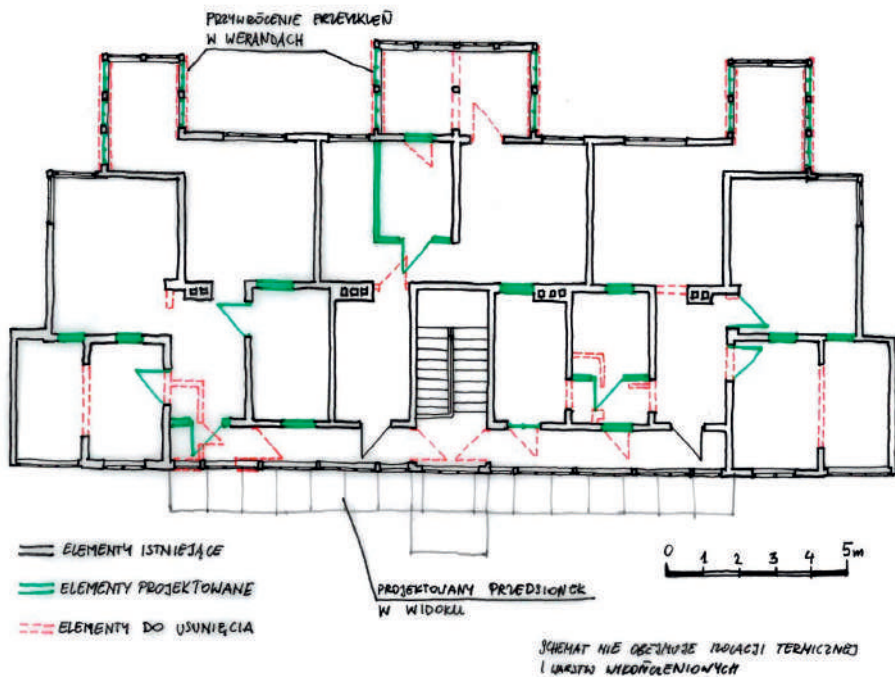 PRZYWRÓCENIE PRZESZKLEŃ
W WERANDACH
ELEMENTY ISTNIEJĄCE
ELEMENTY PROJEKTOWANE
ELEMENTY DO USUNIĘCIA
PROJEKTOWANY PRZEDSIONEK
W WIDOKU
0 1 2 3 4 5m
SCHEMAT NIE OBEJMUJE IZOLACJI TERMICZNEJ
I WARSTW WYKOŃCZENIOWYCH